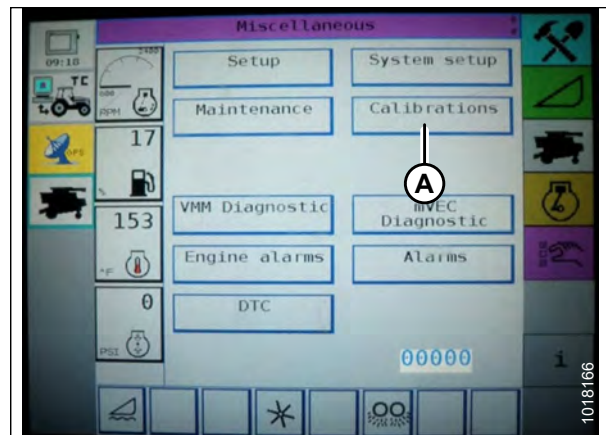 Miscellaneous
09:10
TC
GPS
RPM
17
%
153
°F
0
PSI
Setup
System setup
Maintenance
Calibrations
A
VMM Diagnostic
mVEC
Diagnostic
Engine alarms
Alarms
DTC
00000
i
1018166